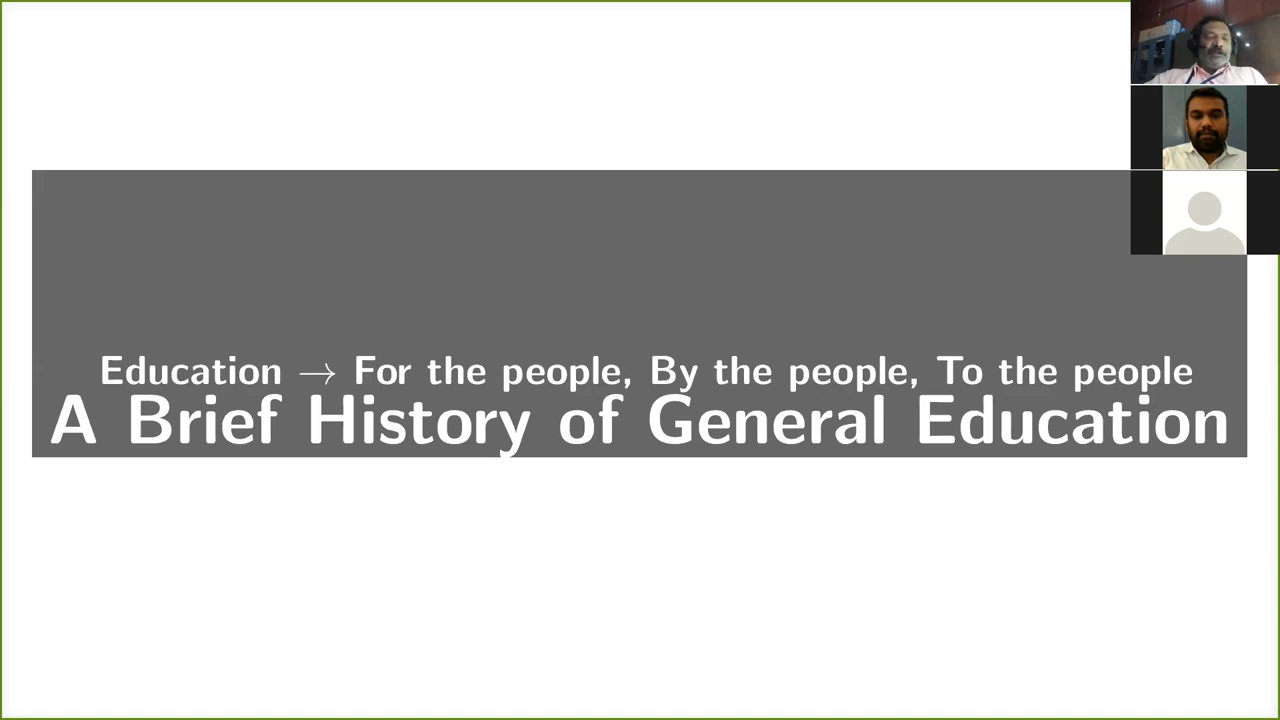 Education → For the people, By the people, To the people
A Brief History of General Education